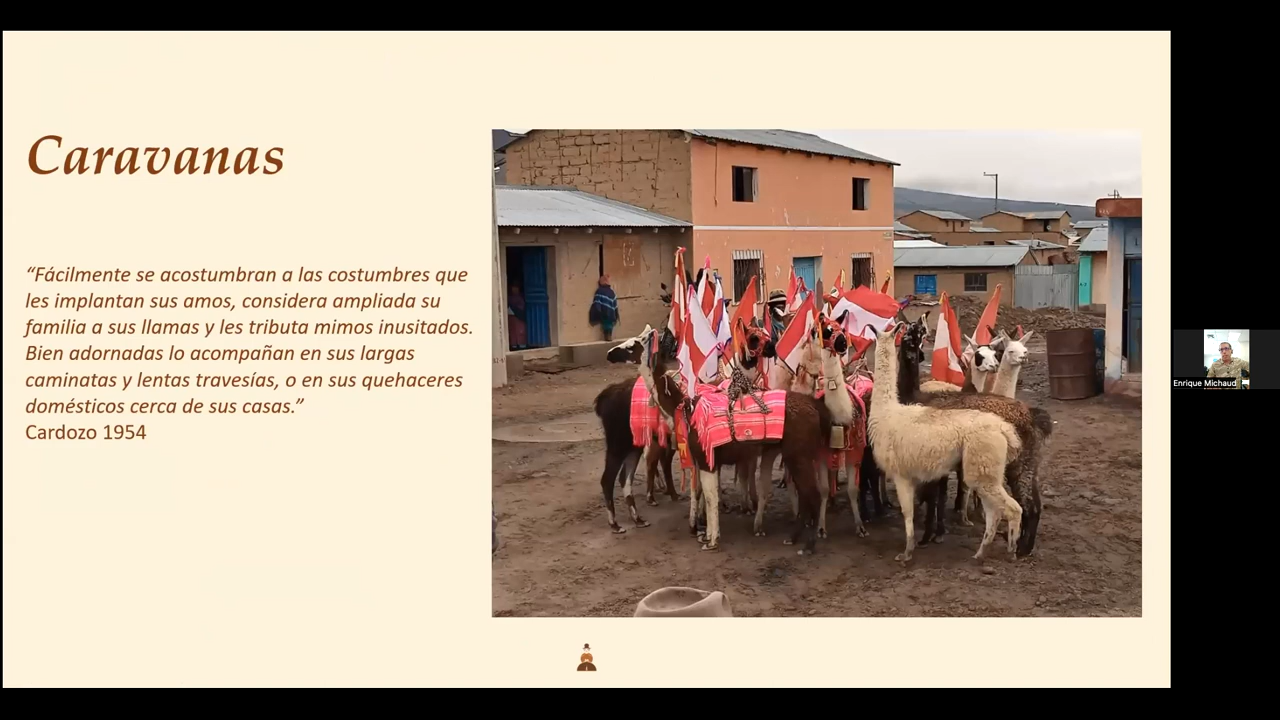 Caravanas
“Fácilmente se acostumbran a las costumbres que
les implantan sus amos, considera ampliada su
familia a sus llamas y les tributa mimos inusitados.
Bien adornadas lo acompañan en sus largas
caminatas y lentas travesías, o en sus quehaceres
domésticos cerca de sus casas.”
Cardozo 1954
Enrique Michaud